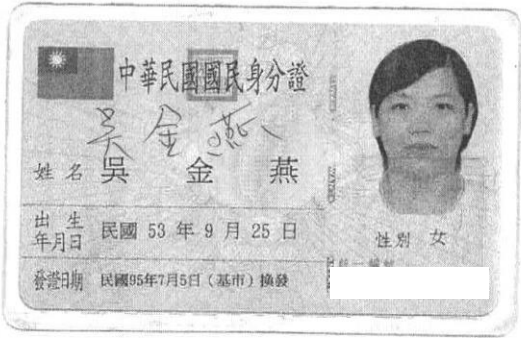 中華民國國民身分證
吳金燕
姓名 吳 金 燕
出生年月日 民國 53 年 9 月 25 日
性別 女
發證日期 民國95年7月5日（基市）換發